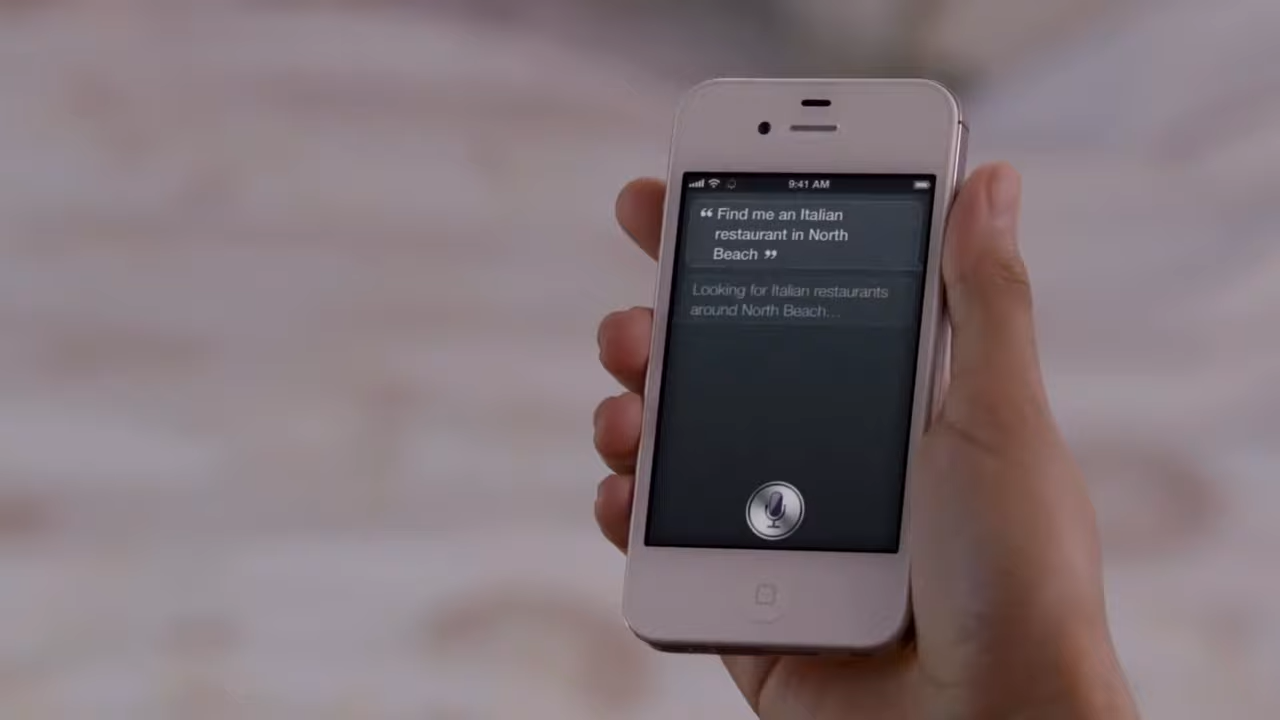 9:41 AM
“ Find me an Italian
restaurant in North
Beach ”
Looking for Italian restaurants
around North Beach...